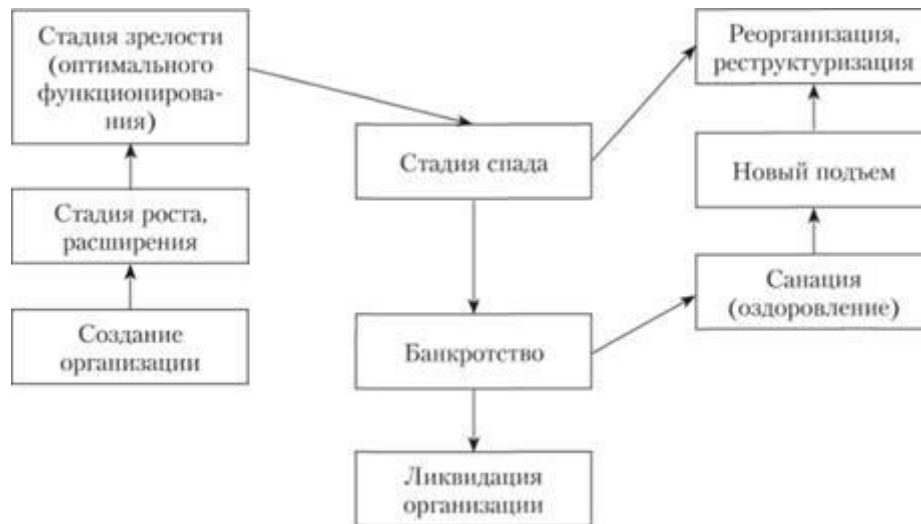 Стадия зрелости
(оптимального
функционирова-
ния)
Стадия роста,
расширения
Создание
организации
Стадия спада
Банкротство
Ликвидация
организации
Реорганизация,
реструктуризация
Новый подъем
Санация
(оздоровление)